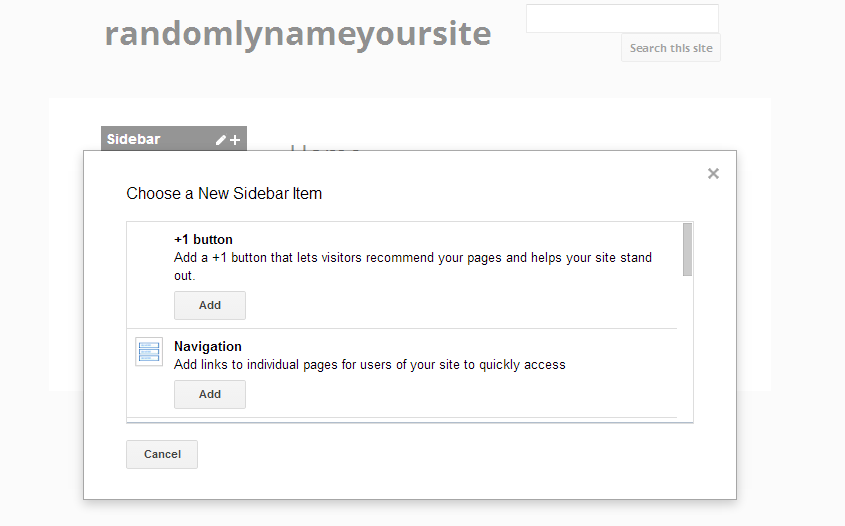 randomlynameyoursite
Search this site
Sidebar
Home
Choose a New Sidebar Item
+1 button
Add a +1 button that lets visitors recommend your pages and helps your site stand
out.
Add
Navigation
Add links to individual pages for users of your site to quickly access
Add
Cancel